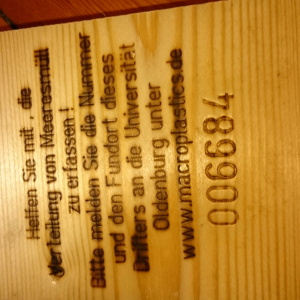 Helfen Sie mit , die
Verteilung von Meeresmüll
zu erfassen !
Bitte melden Sie die Nummer
und den Fundort dieses
Drifters an die Universität
Oldenburg unter
www.macroplastics.de
006684